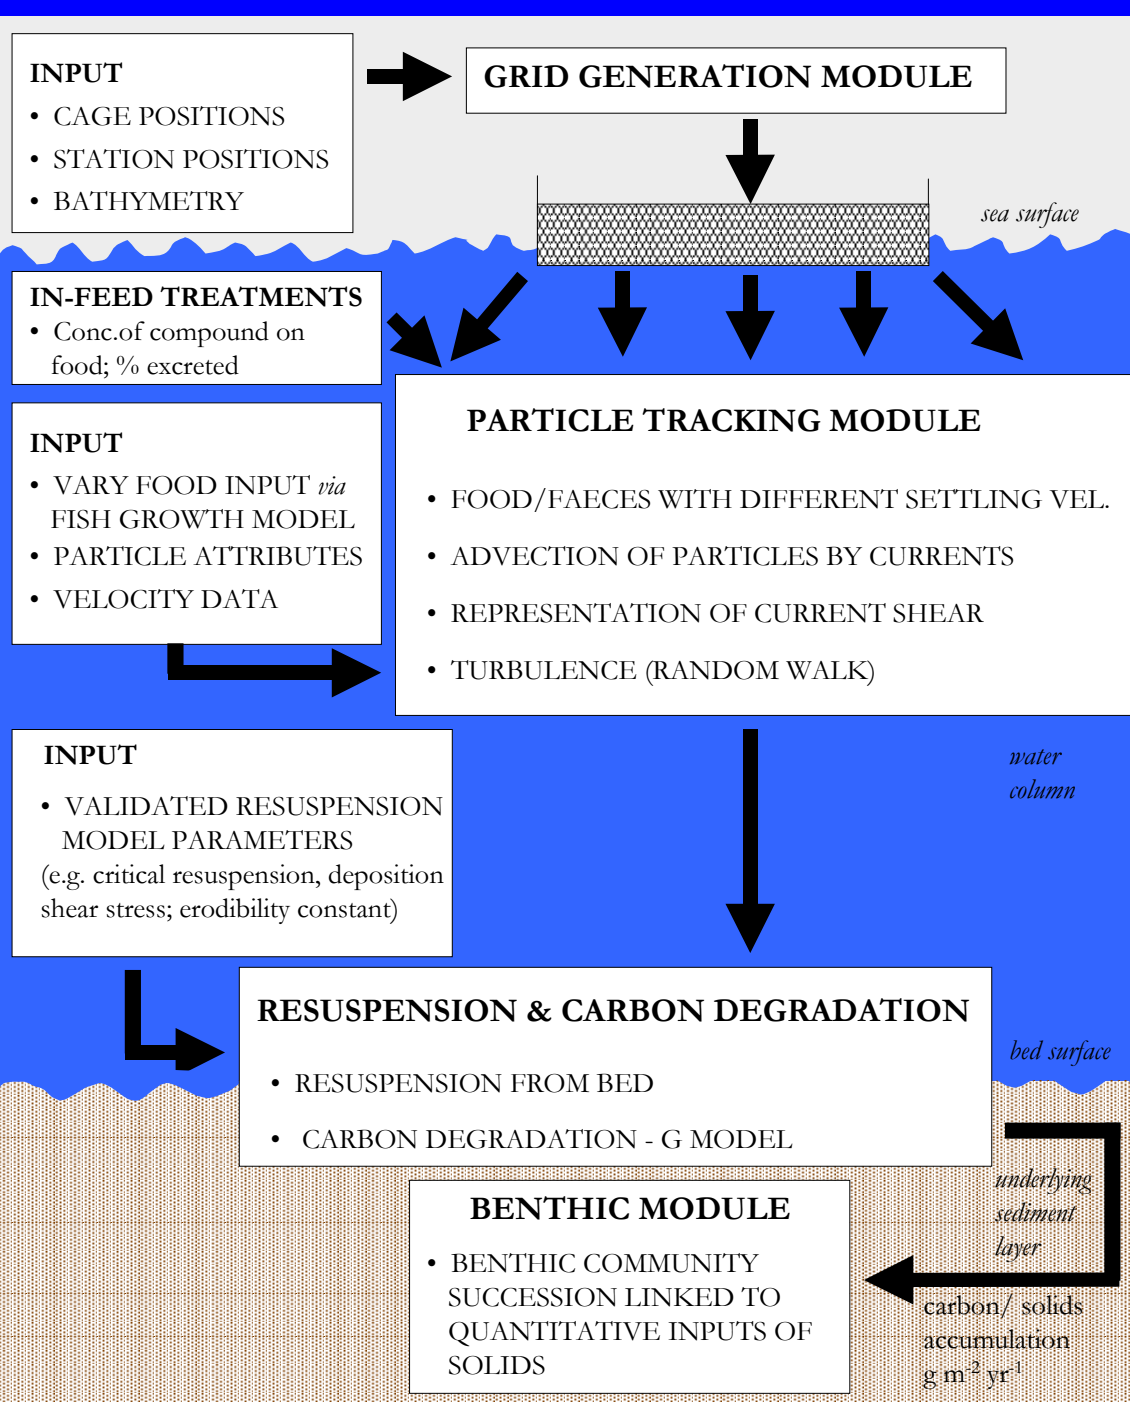 INPUT
• CAGE POSITIONS
• STATION POSITIONS
• BATHYMETRY
GRID GENERATION MODULE
sea surface
IN-FEED TREATMENTS
• Conc.of compound on
food; % excreted
INPUT
• VARY FOOD INPUT via
FISH GROWTH MODEL
• PARTICLE ATTRIBUTES
• VELOCITY DATA
PARTICLE TRACKING MODULE
• FOOD/FAECES WITH DIFFERENT SETTLING VEL.
• ADVECTION OF PARTICLES BY CURRENTS
• REPRESENTATION OF CURRENT SHEAR
• TURBULENCE (RANDOM WALK)
INPUT
• VALIDATED RESUSPENSION
MODEL PARAMETERS
(e.g. critical resuspension, deposition
shear stress; erodibility constant)
water
column
RESUSPENSION & CARBON DEGRADATION
• RESUSPENSION FROM BED
• CARBON DEGRADATION - G MODEL
bed surface
underlying
sediment
layer
BENTHIC MODULE
• BENTHIC COMMUNITY
SUCCESSION LINKED TO
QUANTITATIVE INPUTS OF
SOLIDS
carbon/ solids
accumulation
g m⁻² yr⁻¹